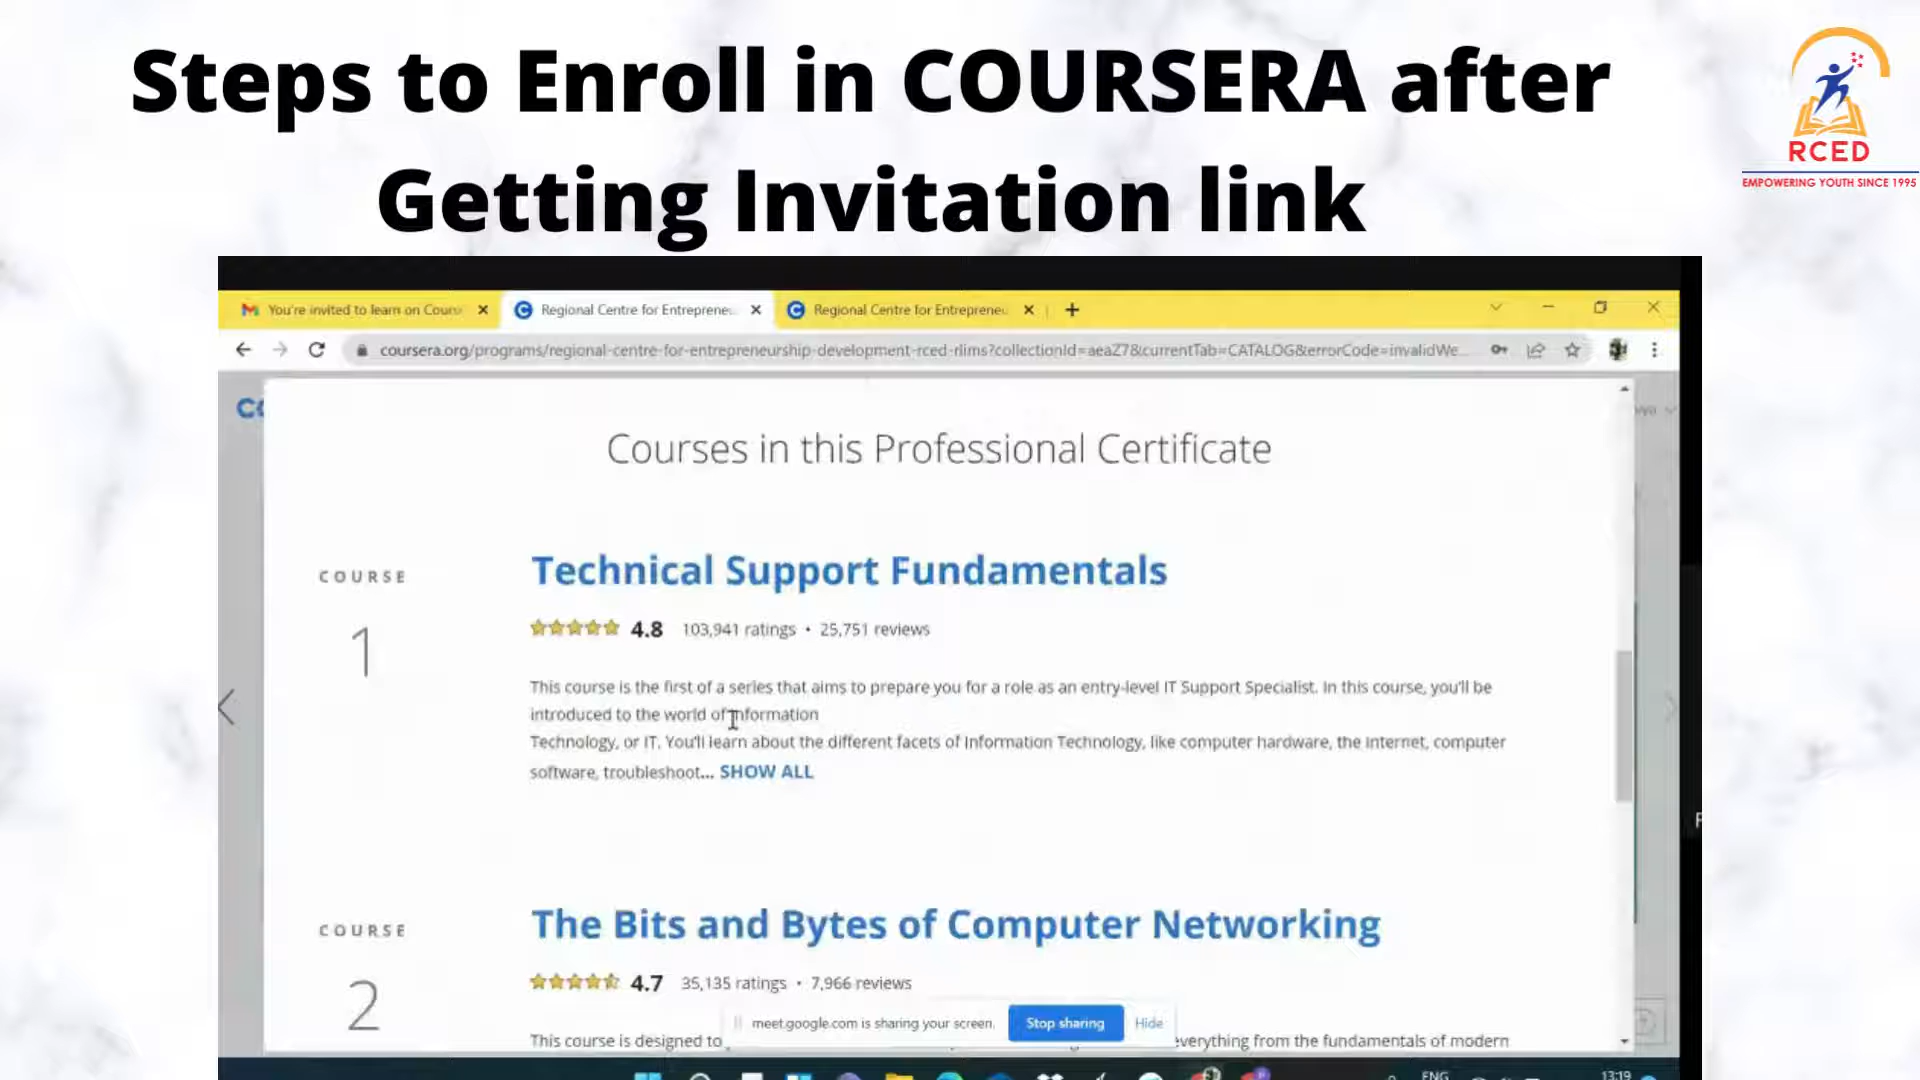 Steps to Enroll in COURSERA after
Getting Invitation link
RCED
EMPOWERING YOUTH SINCE 1995
You're invited to learn on Cours
Regional Centre for Entreprene
Regional Centre for Entrepreneu
coursera.org/programs/regional-centre-for-entrepreneurship-development-rced-rlims?collectionId=aeaZ7&currentTab=CATALOG&errorCode=invalidWe...
Courses in this Professional Certificate
COURSE
1
Technical Support Fundamentals
4.8 103,941 ratings • 25,751 reviews
This course is the first of a series that aims to prepare you for a role as an entry-level IT Support Specialist. In this course, you'll be
introduced to the world of Information
Technology, or IT. You'll learn about the different facets of Information Technology, like computer hardware, the Internet, computer
software, troubleshoot... SHOW ALL
COURSE
2
The Bits and Bytes of Computer Networking
4.7 35,135 ratings • 7,966 reviews
meet.google.com is sharing your screen. Stop sharing Hide
This course is designed to
everything from the fundamentals of modern
ENG
13:19